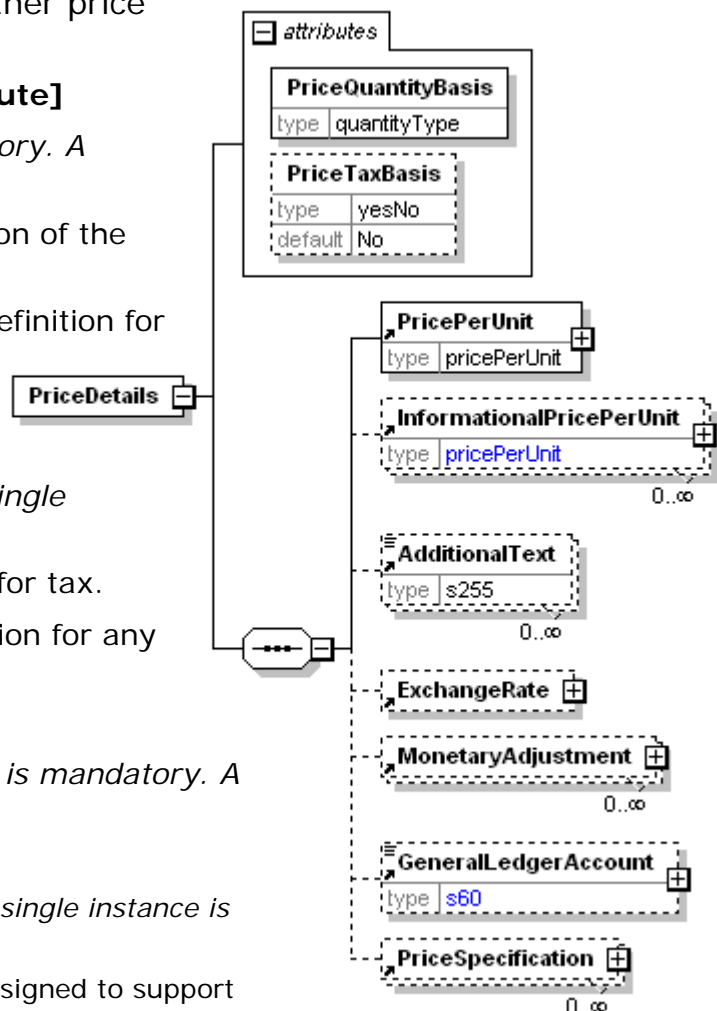 ther price
ute]
ory. A
on of the
efinition for
ingle
for tax.
ion for any
is mandatory. A
single instance is
signed to support
attributes
PriceQuantityBasis
type quantityType
PriceTaxBasis
type yesNo
default No
PriceDetails
PricePerUnit
type pricePerUnit
InformationalPricePerUnit
type pricePerUnit
0..∞
AdditionalText
type s255
0..∞
ExchangeRate
MonetaryAdjustment
0..∞
GeneralLedgerAccount
type s60
PriceSpecification
0..∞